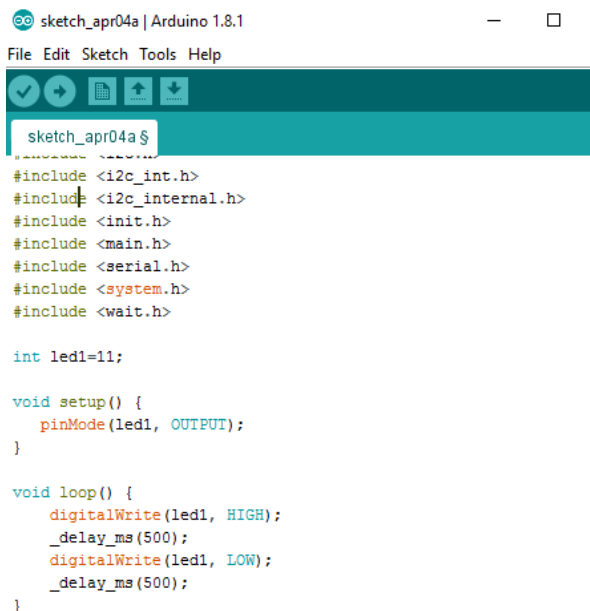 sketch_apr04a | Arduino 1.8.1
File Edit Sketch Tools Help
sketch_apr04a §
#include <i2c.h>
#include <i2c_int.h>
#include <i2c_internal.h>
#include <init.h>
#include <main.h>
#include <serial.h>
#include <system.h>
#include <wait.h>
int led1=11;
void setup() {
pinMode(led1, OUTPUT);
}
void loop() {
digitalWrite(led1, HIGH);
_delay_ms(500);
digitalWrite(led1, LOW);
_delay_ms(500);
}